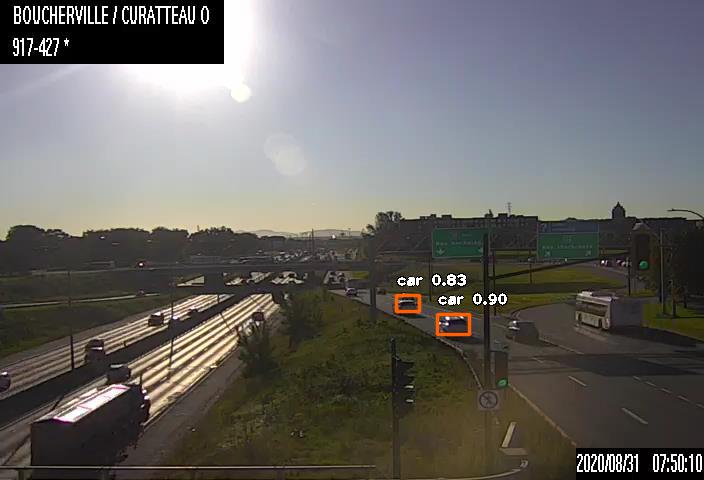 BOUCHERVILLE / CURATTEAU O
917-427 *
car 0.83
car 0.90
2020/08/31 07:50:10